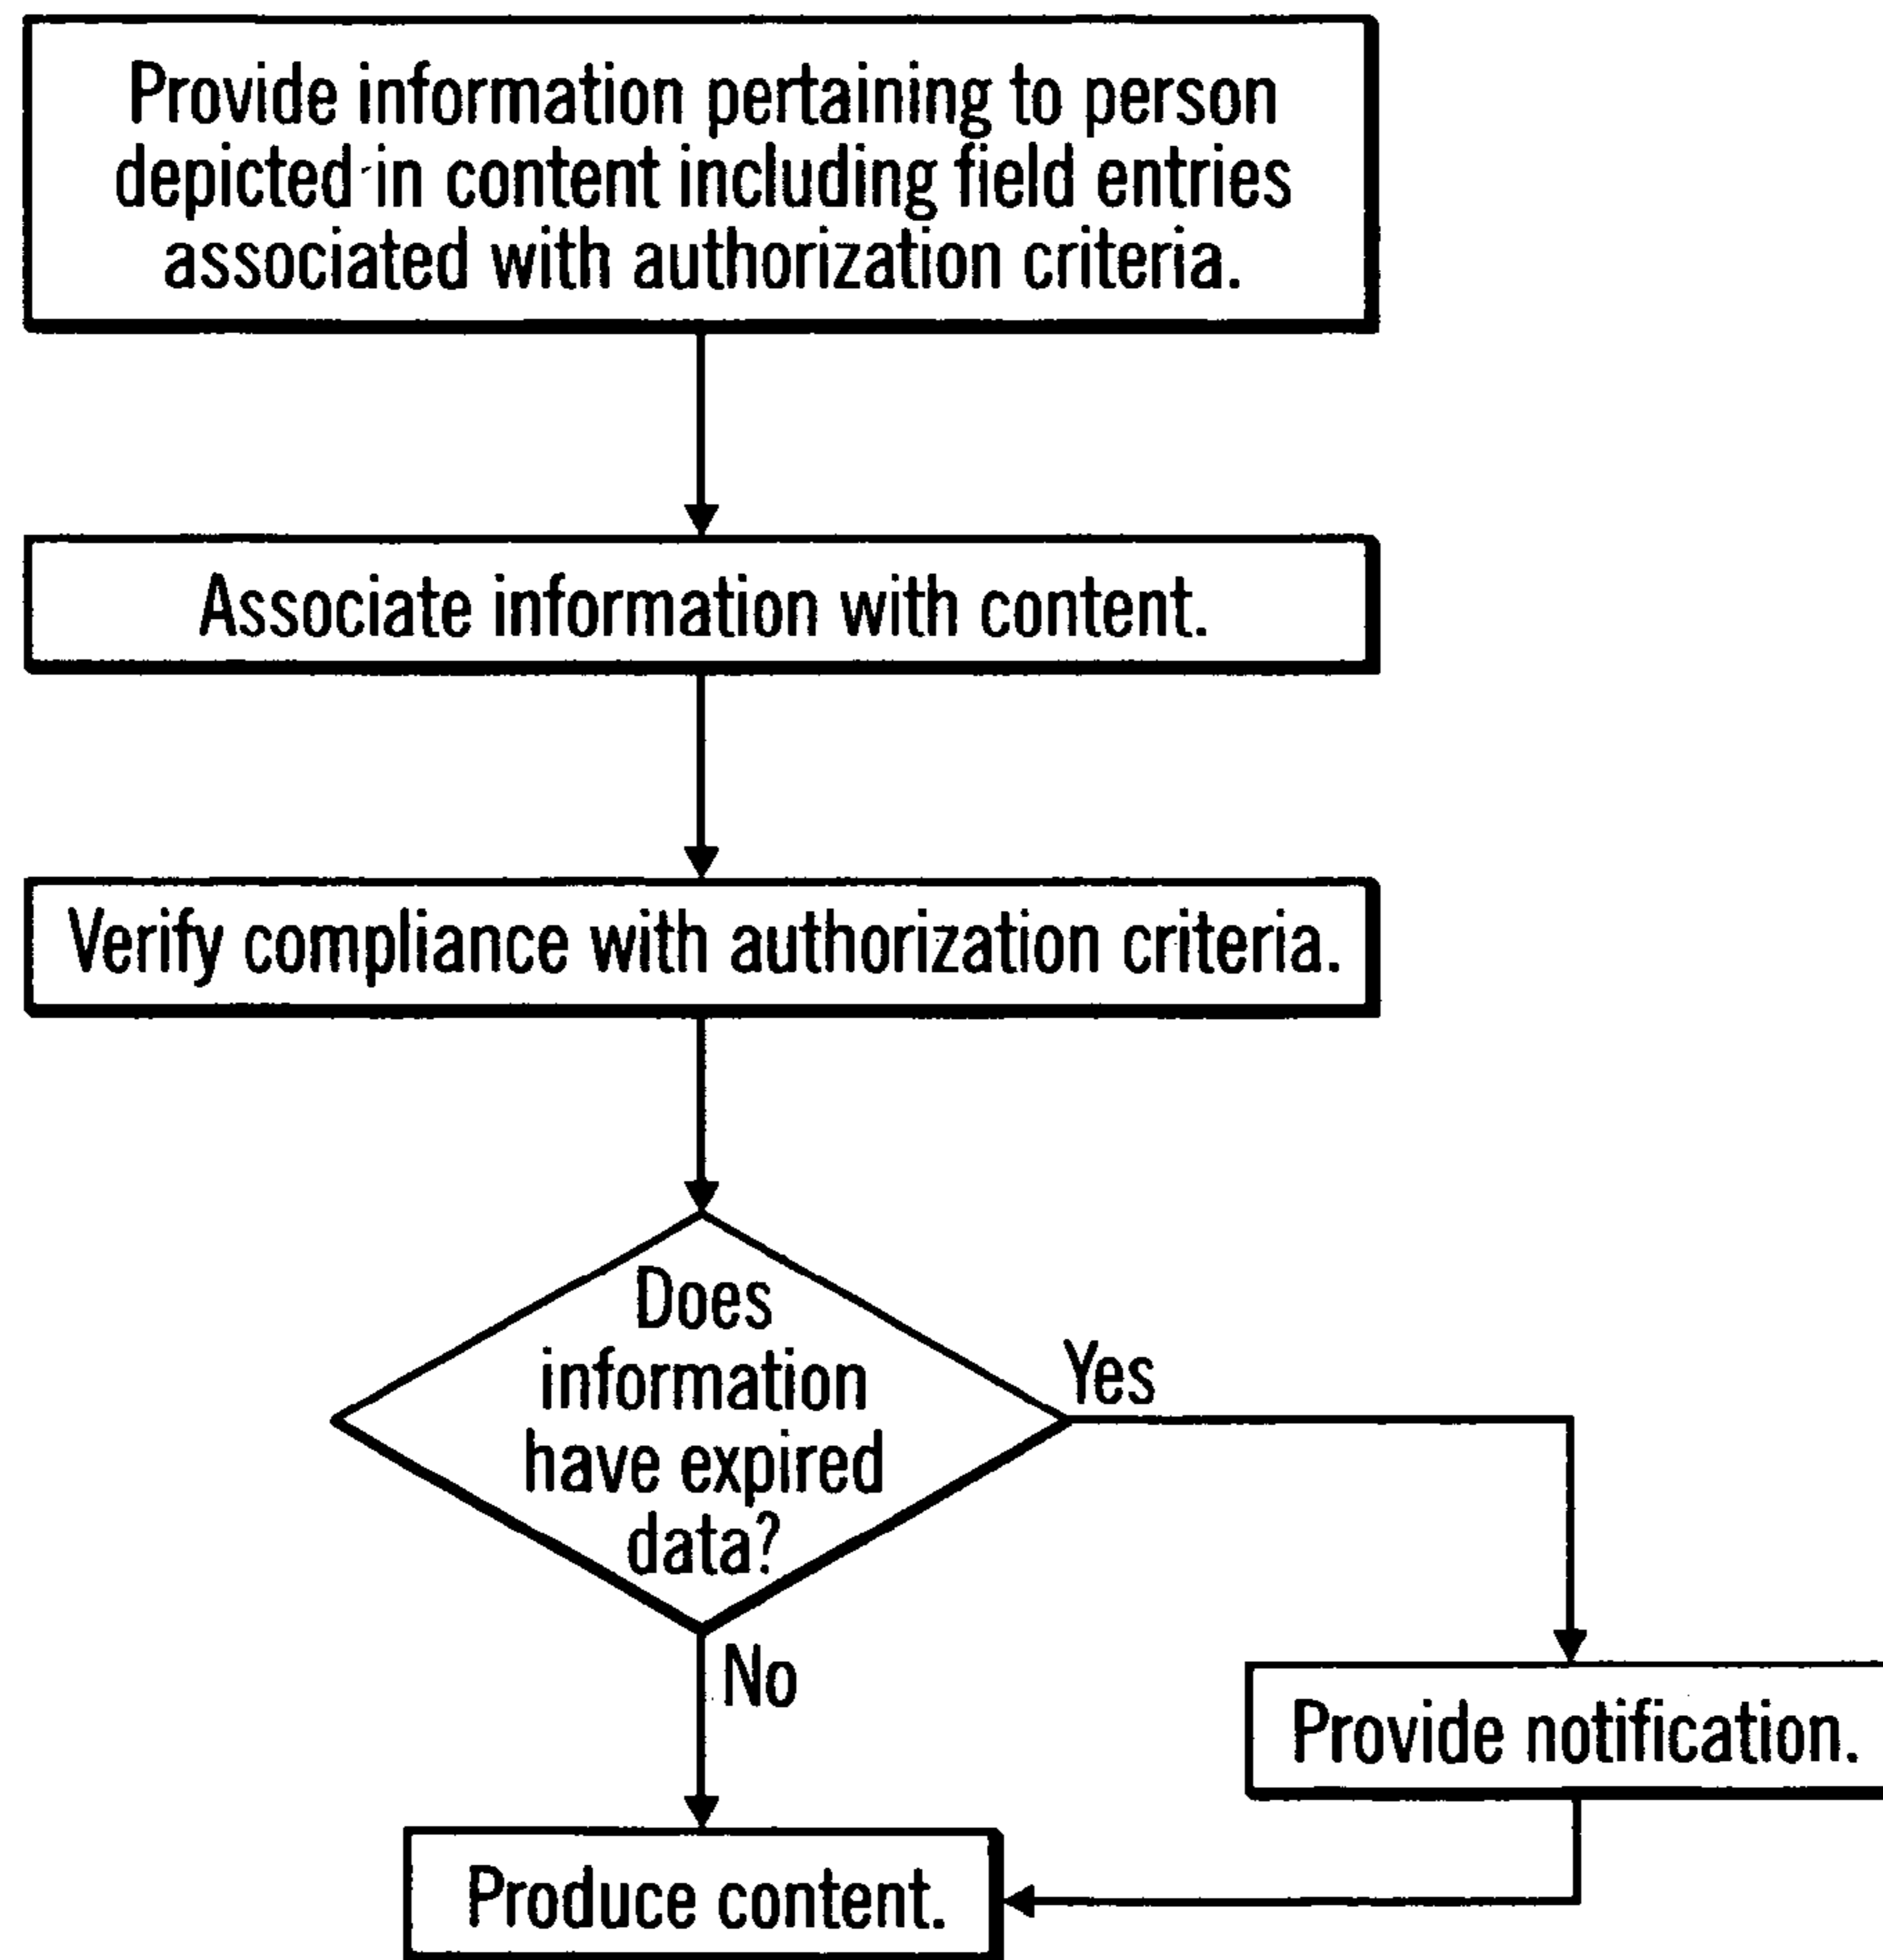 Provide information pertaining to person
depicted in content including field entries
associated with authorization criteria.
Associate information with content.
Verify compliance with authorization criteria.
Does
information
have expired
data?
Yes
No
Provide notification.
Produce content.